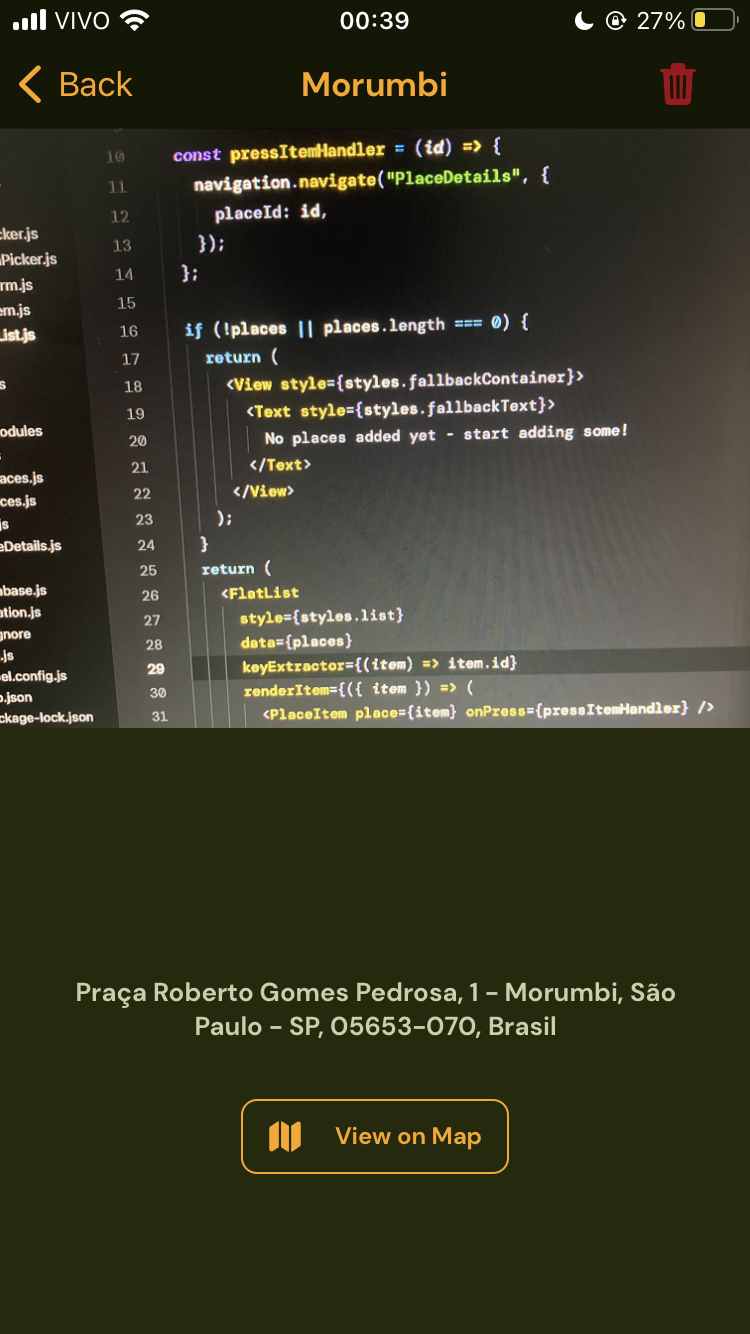 VIVO 00:39 27%
Back Morumbi
10 const pressItemHandler = (id) => {
11 navigation.navigate("PlaceDetails", {
12 placeId: id,
13 });
14 };
15
16 if (!places || places.length === 0) {
17 return (
18 <View style={styles.fallbackContainer}>
19 <Text style={styles.fallbackText}>
20 No places added yet - start adding some!
21 </Text>
22 </View>
23 );
24 }
25 return (
26 <FlatList
27 style={styles.list}
28 data={places}
29 keyExtractor={(item) => item.id}
30 renderItem={({ item }) => (
31 <PlaceItem place={item} onPress={pressItemHandler} />
cker.js
Picker.js
rm.js
em.js
List.js
s
odules
aces.js
ces.js
js
eDetails.js
abase.js
ation.js
gnore
.js
el.config.js
o.json
ckage-lock.json
Praça Roberto Gomes Pedrosa, 1 - Morumbi, São
Paulo - SP, 05653-070, Brasil
View on Map